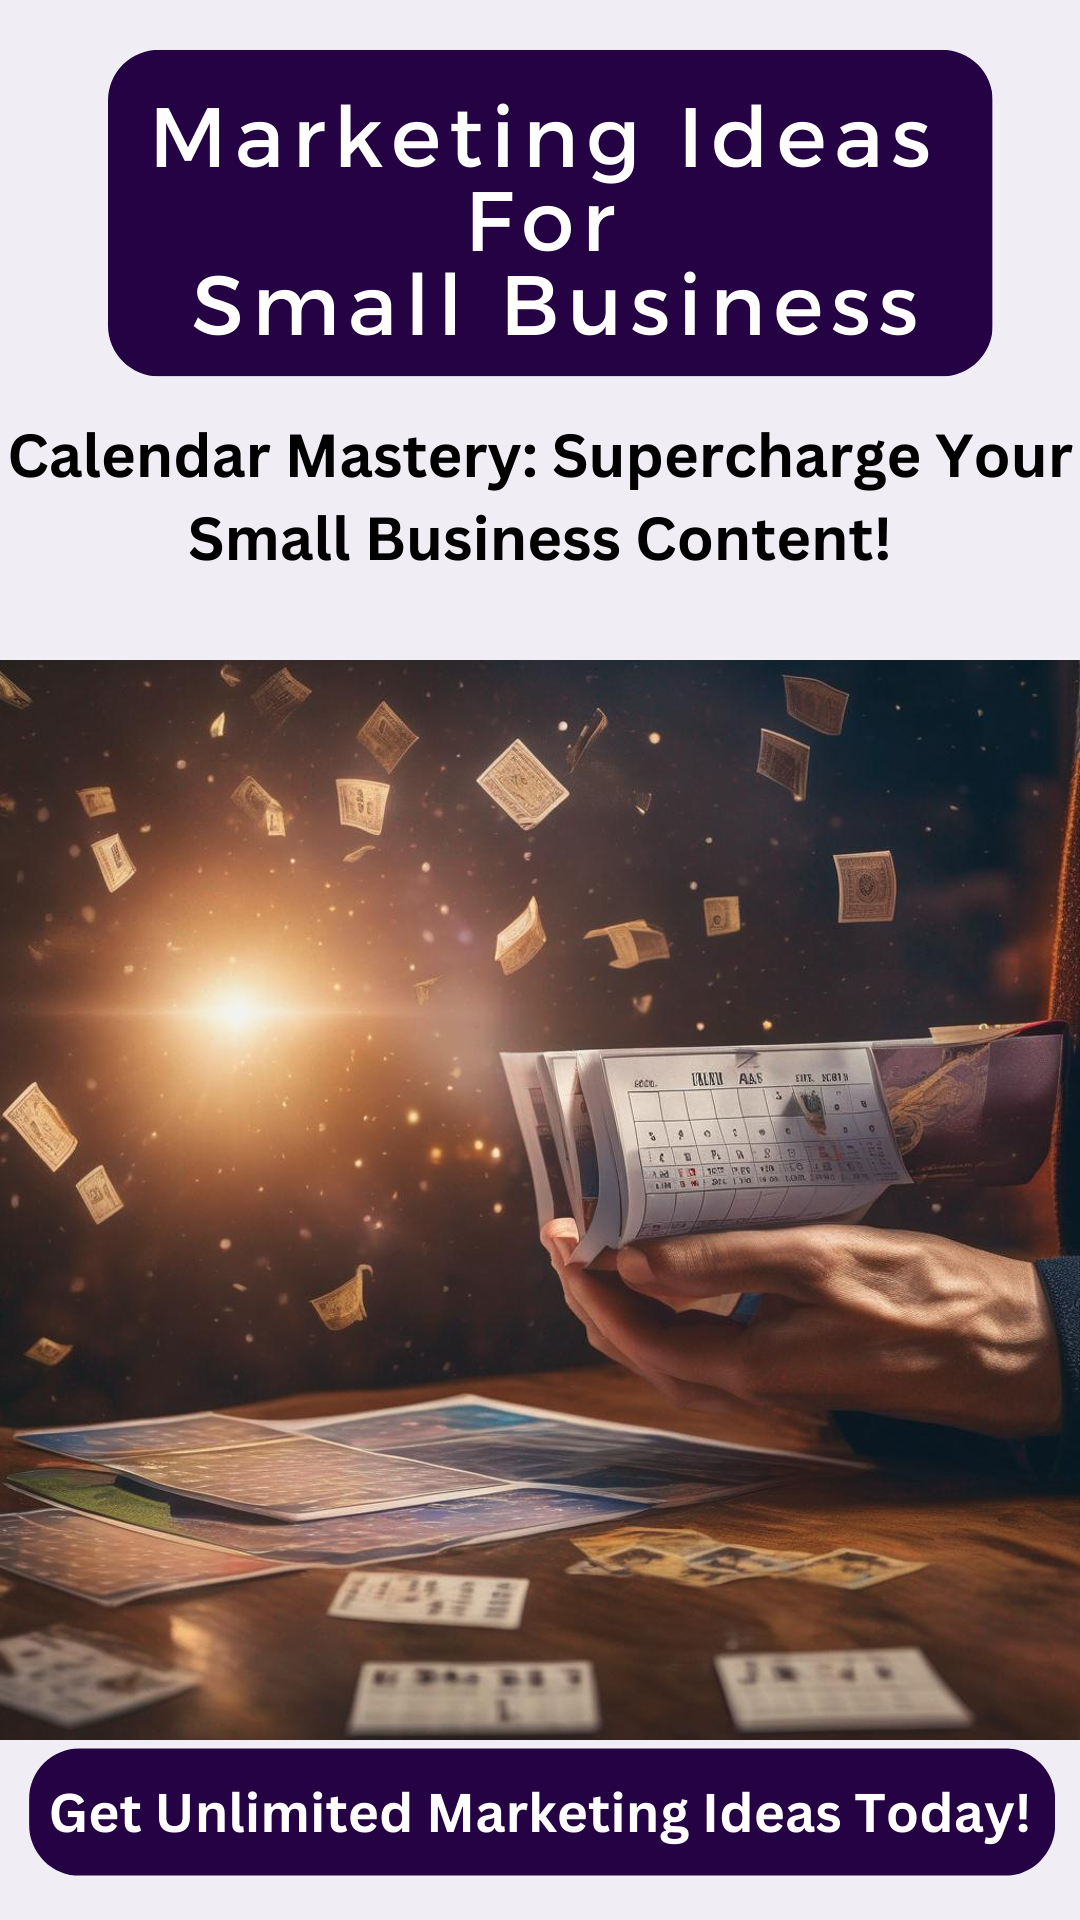 Marketing Ideas
For
Small Business
Calendar Mastery: Supercharge Your
Small Business Content!
Get Unlimited Marketing Ideas Today!